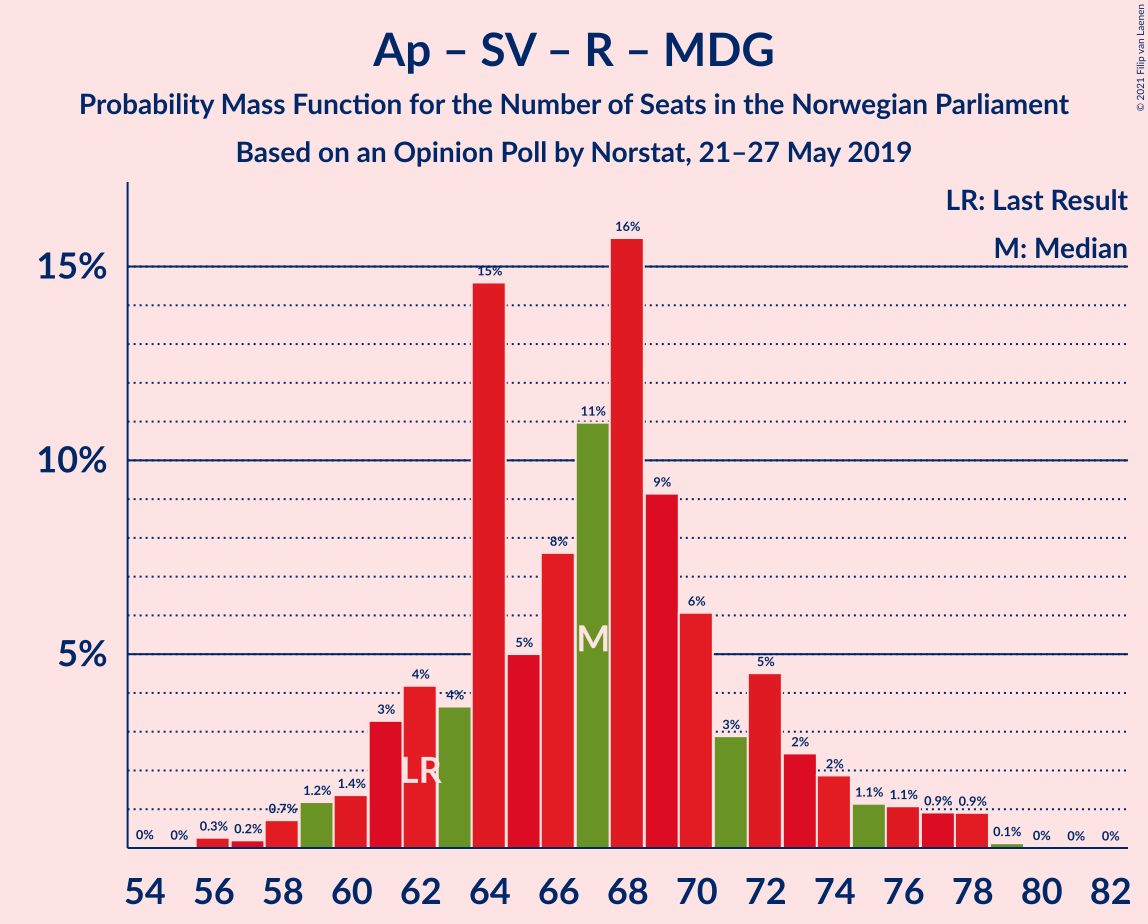 Ap – SV – R – MDG
Probability Mass Function for the Number of Seats in the Norwegian Parliament
Based on an Opinion Poll by Norstat, 21–27 May 2019
© 2021 Filip van Laenen
LR: Last Result
M: Median
15%
10%
5%
0% 0% 0.3% 0.2% 0.7% 1.2% 1.4% 3% 4% 4% 15% 5% 8% 11% 16% 9% 6% 3% 5% 2% 2% 1.1% 1.1% 0.9% 0.9% 0.1% 0% 0% 0%
LR
M
54 56 58 60 62 64 66 68 70 72 74 76 78 80 82